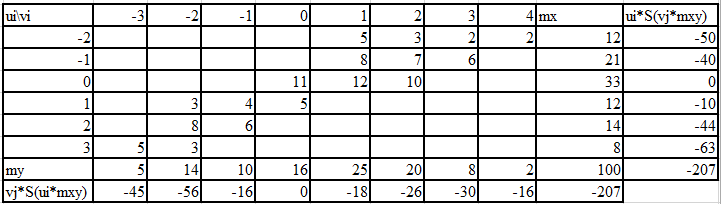 ui\vi -3 -2 -1 0 1 2 3 4 mx ui*S(vj*mxy)
-2 5 3 2 2 12 -50
-1 8 7 6 21 -40
0 11 12 10 33 0
1 3 4 5 12 -10
2 8 6 14 -44
3 5 3 8 -63
my 5 14 10 16 25 20 8 2 100 -207
vj*S(ui*mxy) -45 -56 -16 0 -18 -26 -30 -16 -207